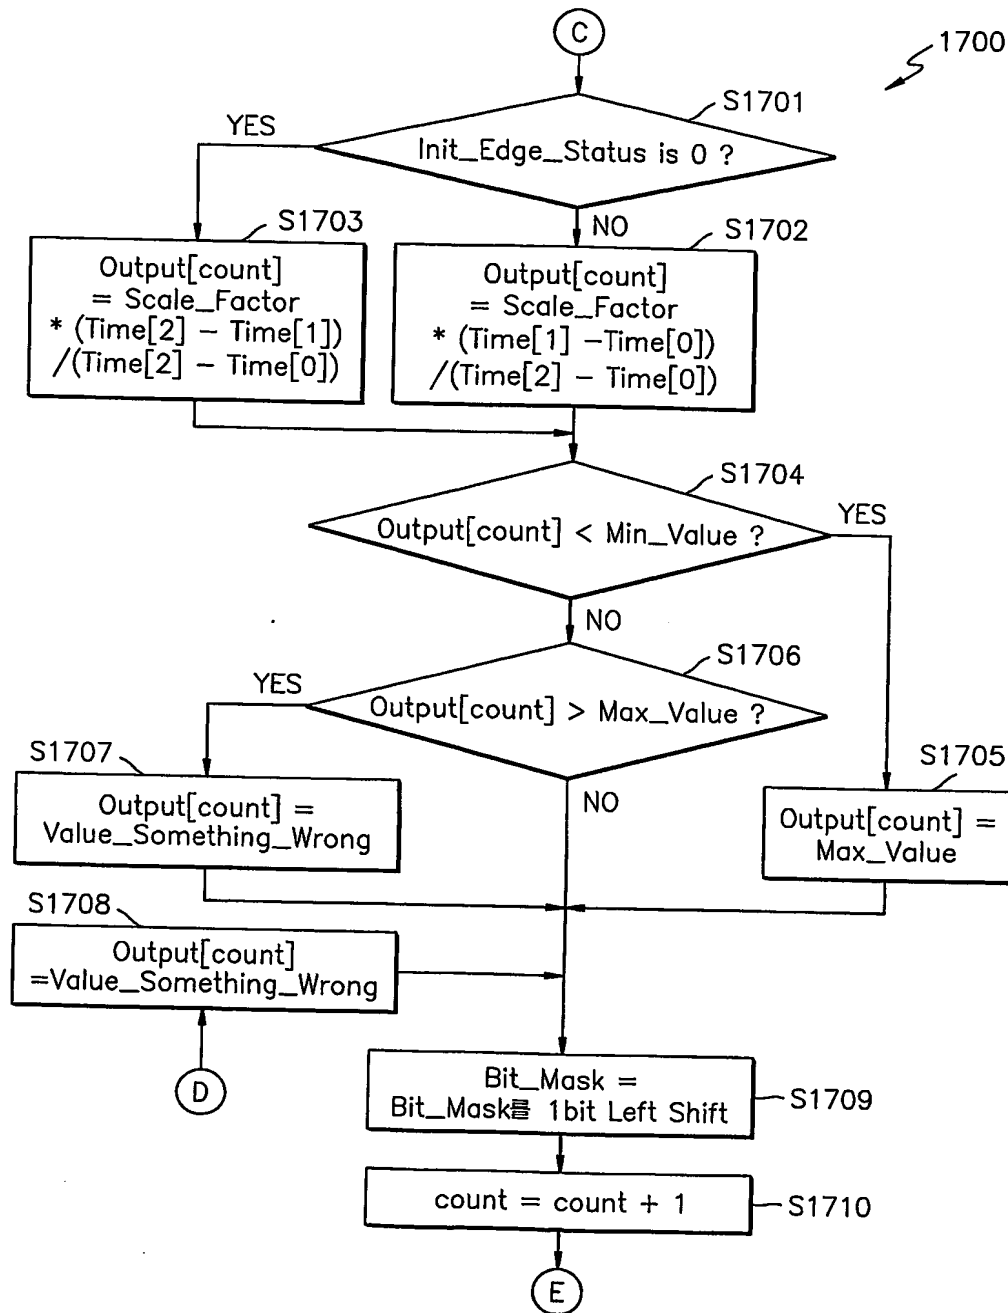 C
1700
S1701
Init_Edge_Status is 0 ?
YES
NO
S1703
Output[count]
= Scale_Factor
* (Time[2] – Time[1])
/(Time[2] – Time[0])
S1702
Output[count]
= Scale_Factor
* (Time[1] –Time[0])
/(Time[2] – Time[0])
S1704
Output[count] < Min_Value ?
YES
NO
S1706
Output[count] > Max_Value ?
YES
NO
S1707
Output[count] =
Value_Something_Wrong
S1705
Output[count] =
Max_Value
S1708
Output[count]
=Value_Something_Wrong
D
Bit_Mask =
Bit_Mask를 1bit Left Shift
S1709
count = count + 1
S1710
E